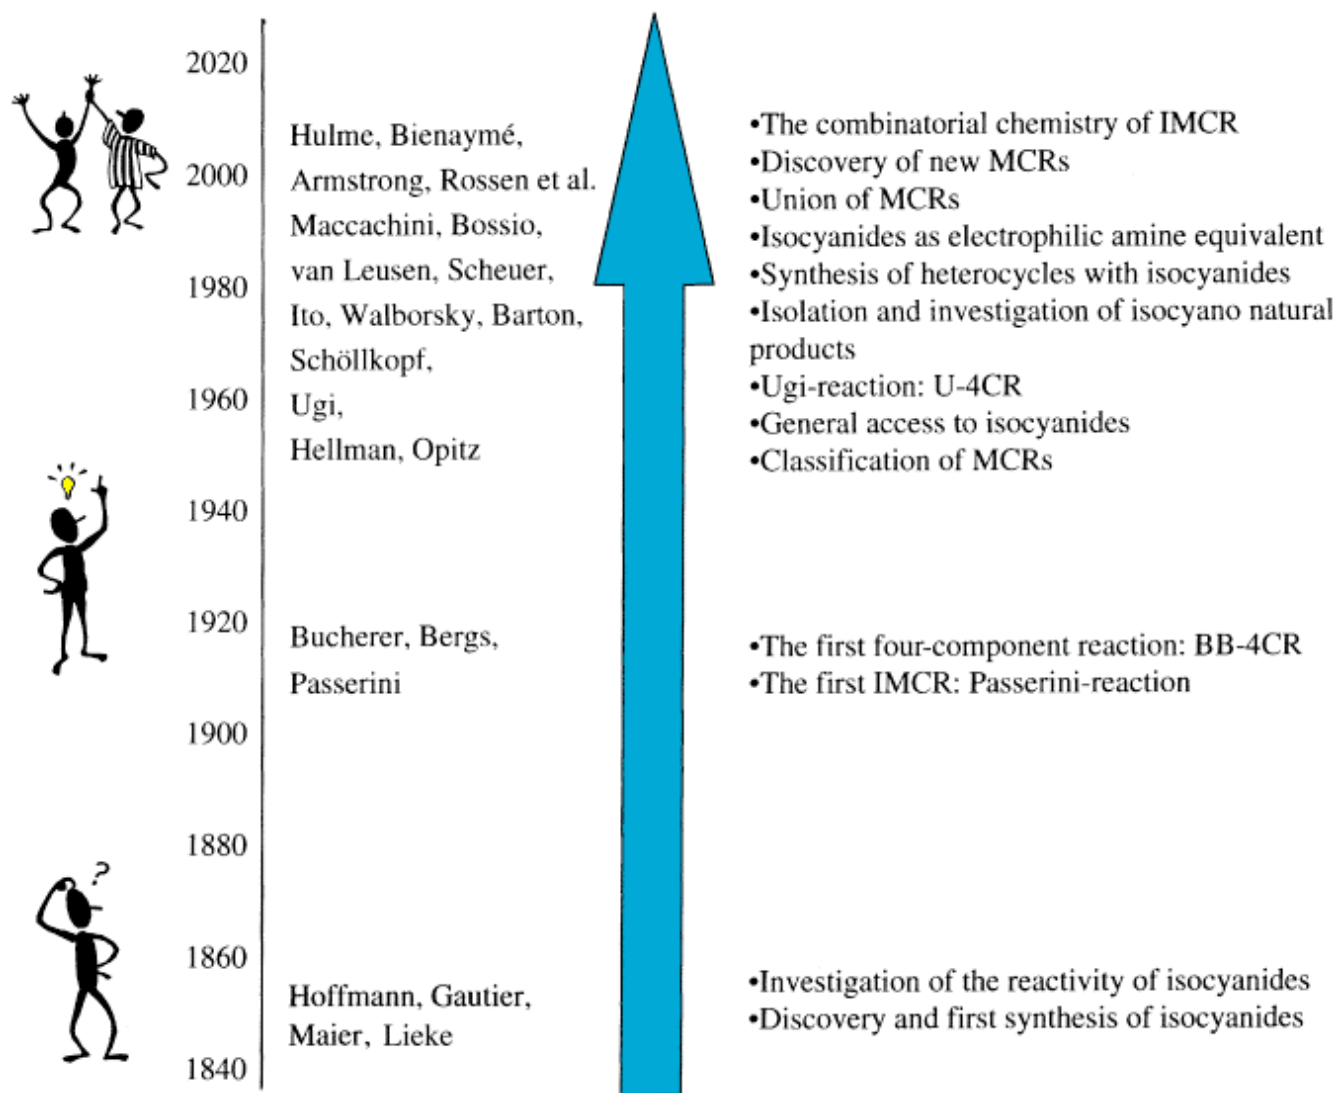 2020
2000
1980
1960
1940
1920
1900
1880
1860
1840
Hulme, Bienaymé,
Armstrong, Rossen et al.
Maccachini, Bossio,
van Leusen, Scheuer,
Ito, Walborsky, Barton,
Schöllkopf,
Ugi,
Hellman, Opitz
Bucherer, Bergs,
Passerini
Hoffmann, Gautier,
Maier, Lieke
•The combinatorial chemistry of IMCR
•Discovery of new MCRs
•Union of MCRs
•Isocyanides as electrophilic amine equivalent
•Synthesis of heterocycles with isocyanides
•Isolation and investigation of isocyano natural
products
•Ugi-reaction: U-4CR
•General access to isocyanides
•Classification of MCRs
•The first four-component reaction: BB-4CR
•The first IMCR: Passerini-reaction
•Investigation of the reactivity of isocyanides
•Discovery and first synthesis of isocyanides
?